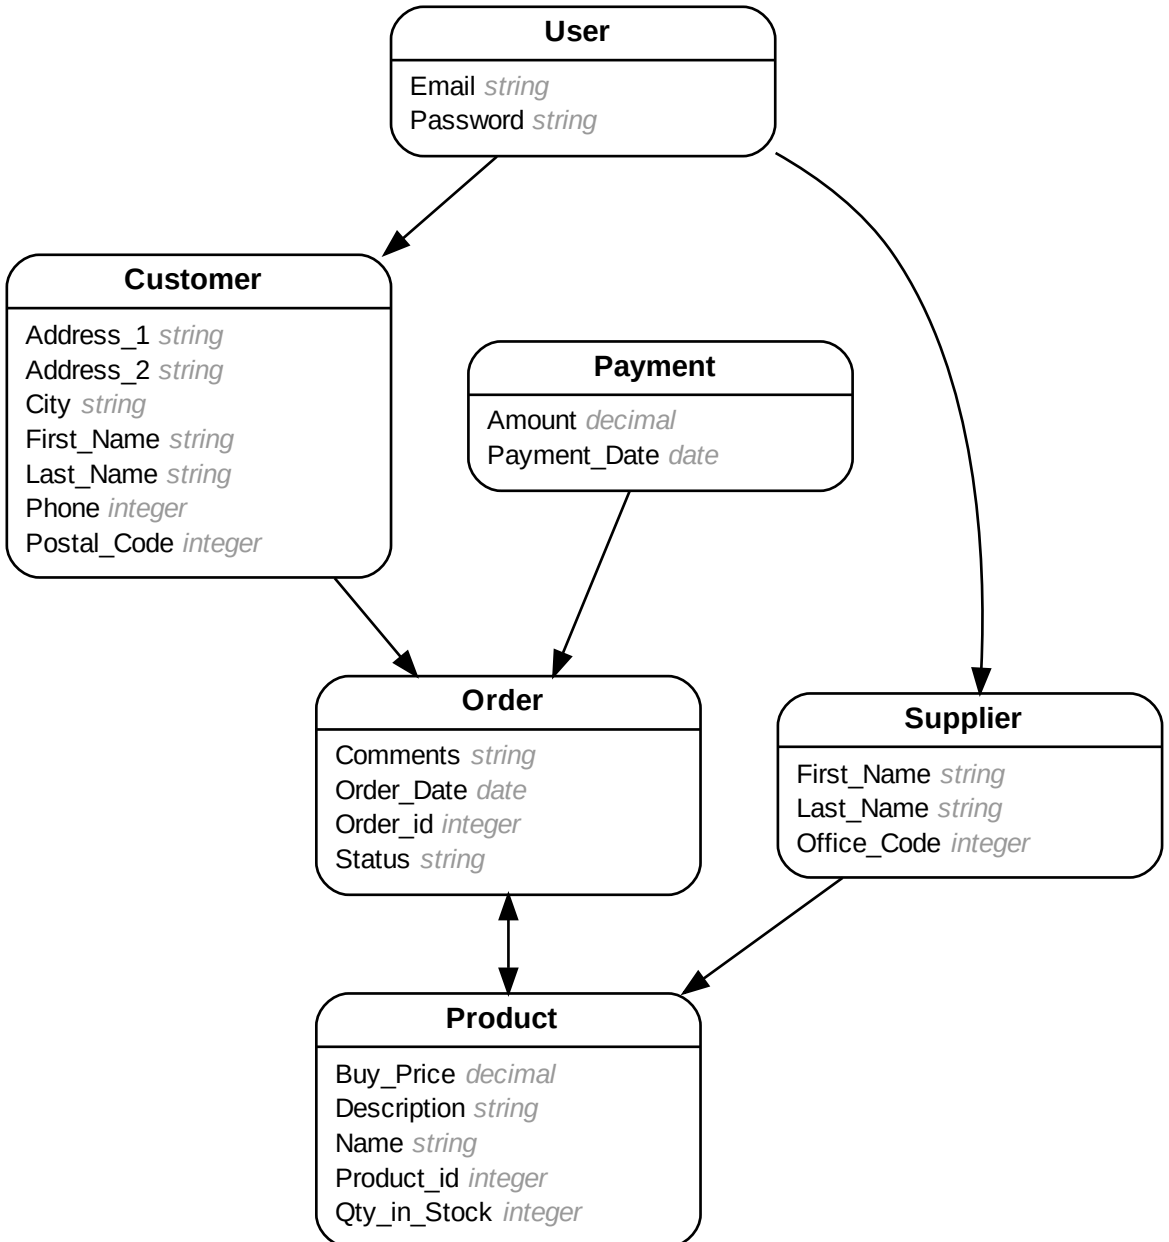 User
Email string
Password string
Customer
Address_1 string
Address_2 string
City string
First_Name string
Last_Name string
Phone integer
Postal_Code integer
Payment
Amount decimal
Payment_Date date
Order
Comments string
Order_Date date
Order_id integer
Status string
Supplier
First_Name string
Last_Name string
Office_Code integer
Product
Buy_Price decimal
Description string
Name string
Product_id integer
Qty_in_Stock integer